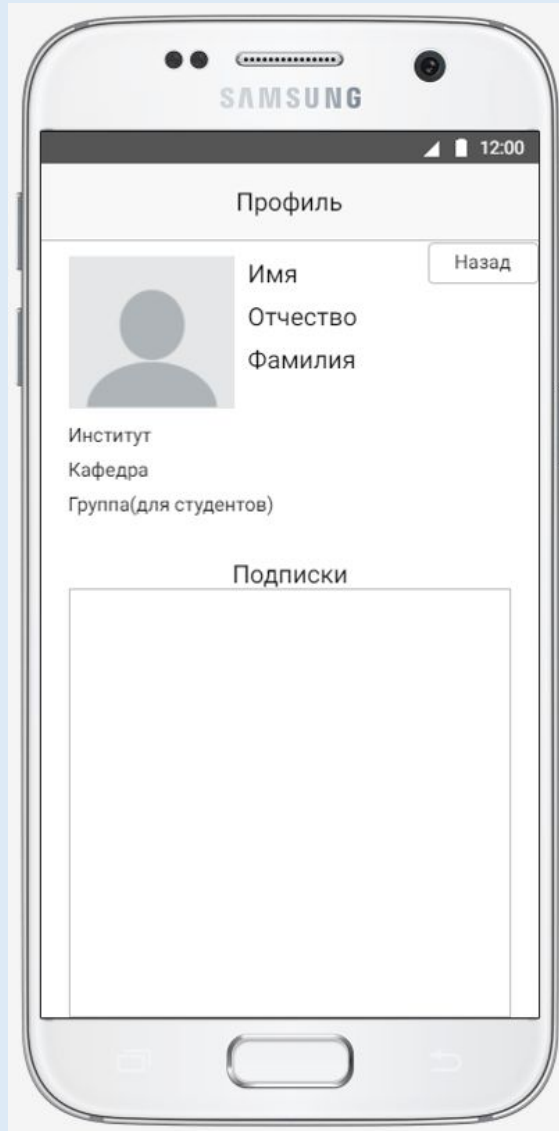 SAMSUNG
12:00
Профиль
Назад
Имя
Отчество
Фамилия
Институт
Кафедра
Группа(для студентов)
Подписки